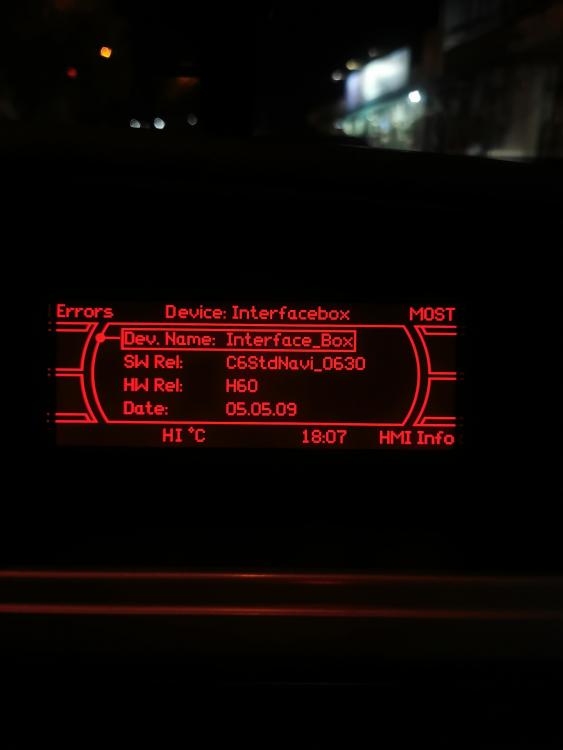 Errors Device: Interfacebox MOST
Dev. Name: Interface_Box
SW Rel: C6StdNavi_0630
HW Rel: H60
Date: 05.05.09
HI °C 18:07 HMI Info